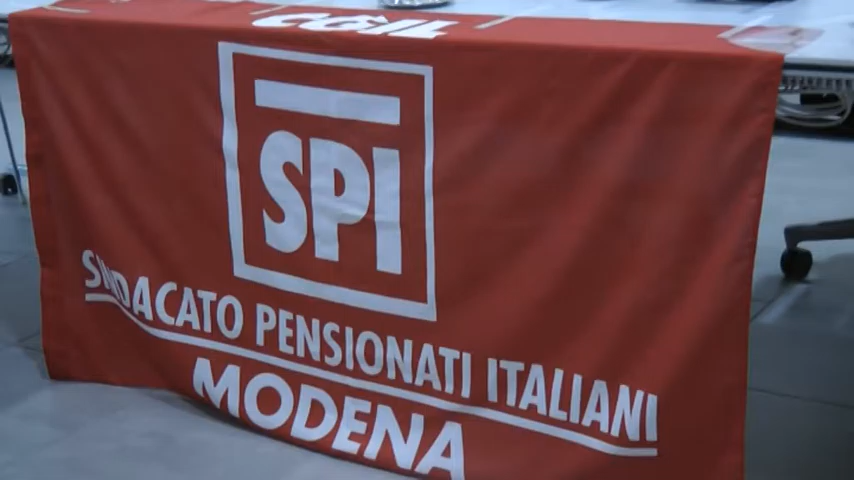 CGIL
SPI
SINDACATO PENSIONATI ITALIANI
MODENA